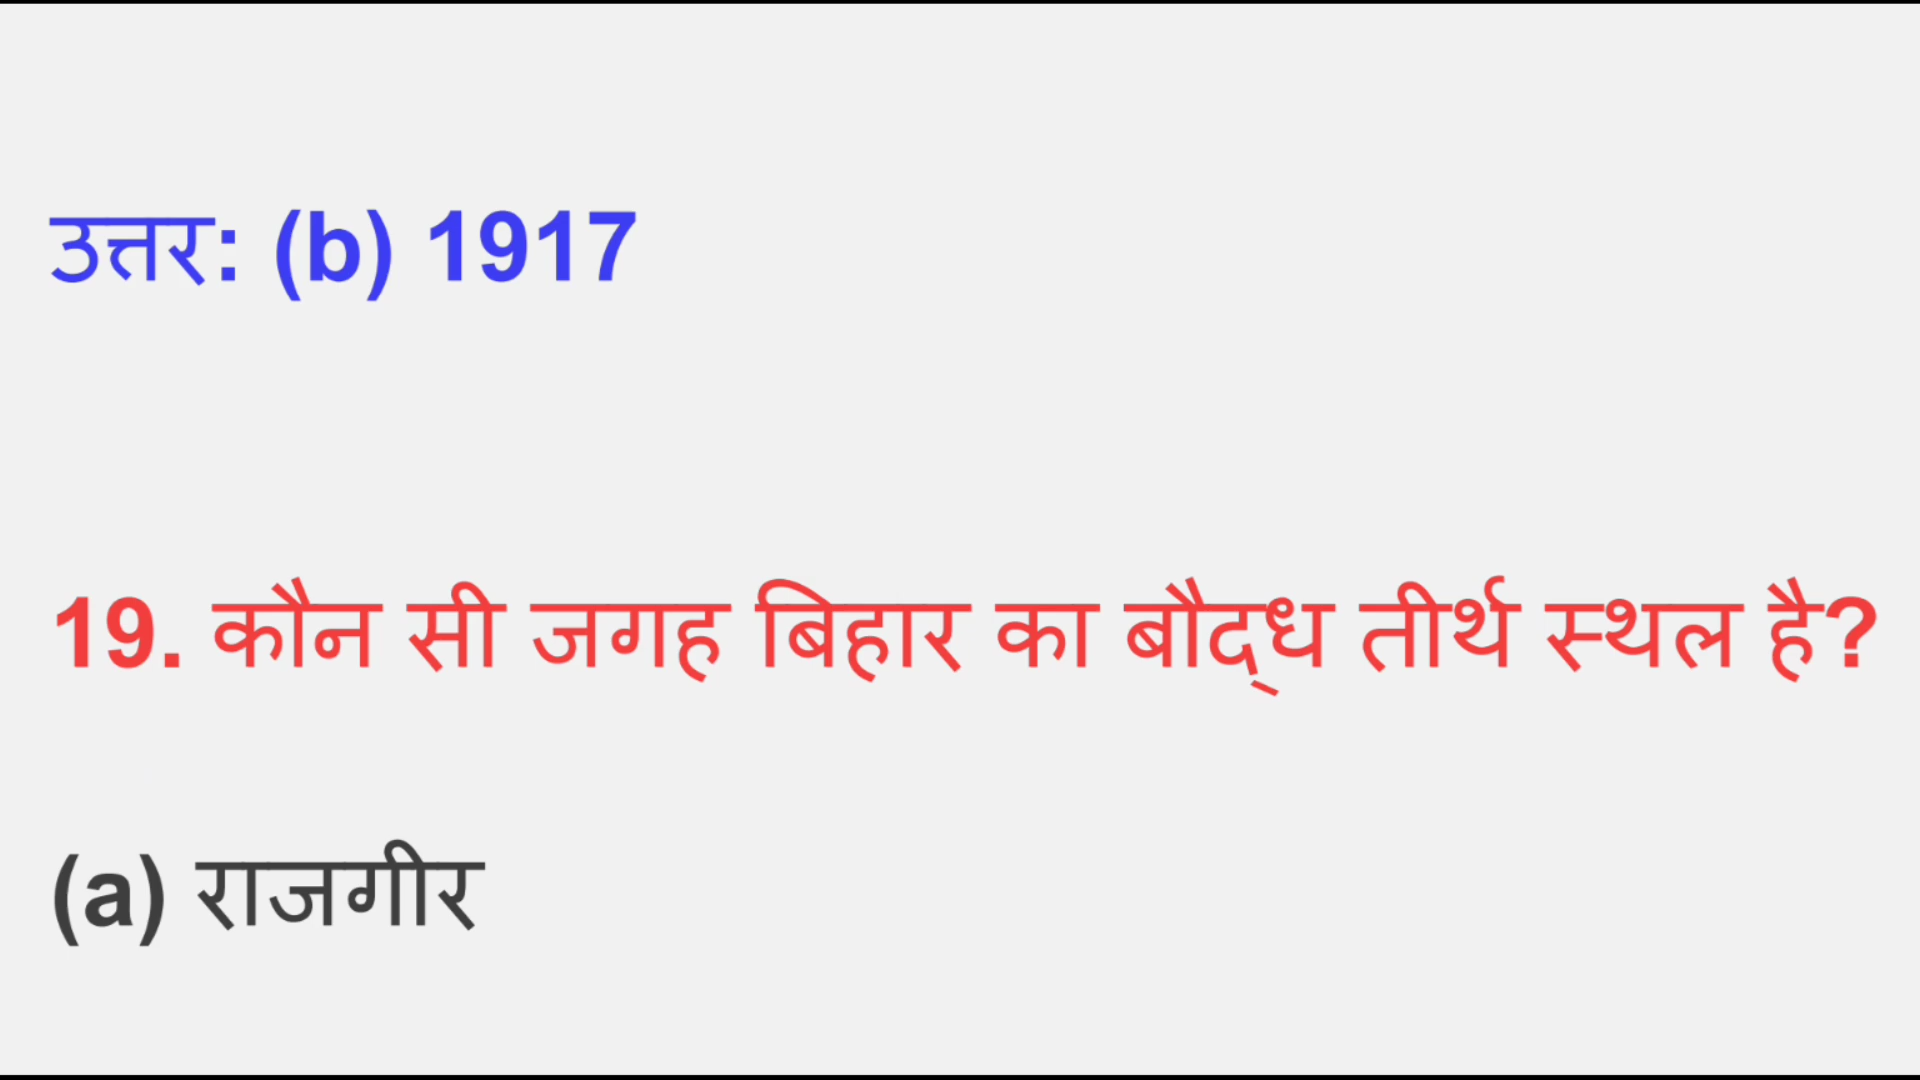 उत्तर: (b) 1917
19. कौन सी जगह बिहार का बौद्ध तीर्थ स्थल है?
(a) राजगीर